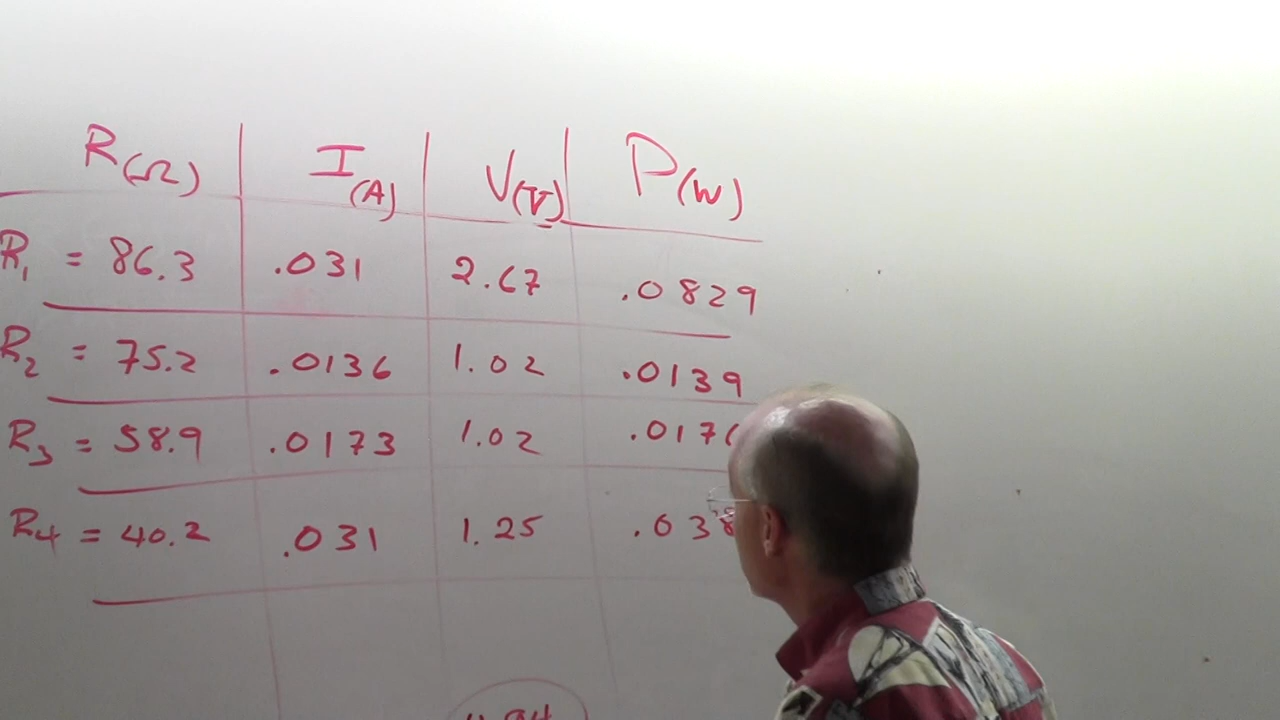 R(Ω) I(A) V(V) P(W)
R1 = 86.3 .031 2.67 .0829
R2 = 75.2 .0136 1.02 .0139
R3 = 58.9 .0173 1.02
R4 = 40.2 .031 1.25